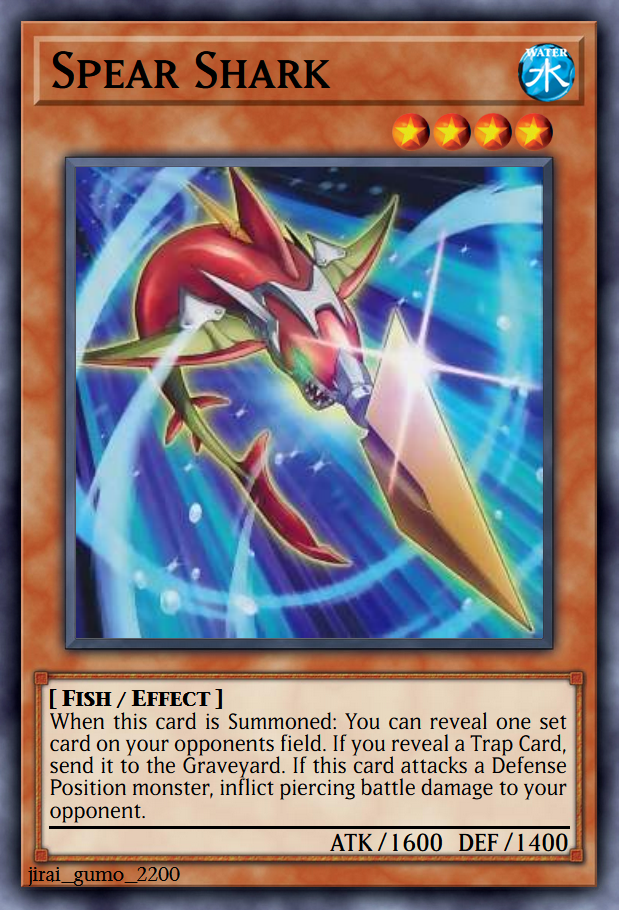 Spear Shark
WATER
水
[ Fish / Effect ]
When this card is Summoned: You can reveal one set
card on your opponents field. If you reveal a Trap Card,
send it to the Graveyard. If this card attacks a Defense
Position monster, inflict piercing battle damage to your
opponent.
ATK / 1600 DEF / 1400
jirai_gumo_2200